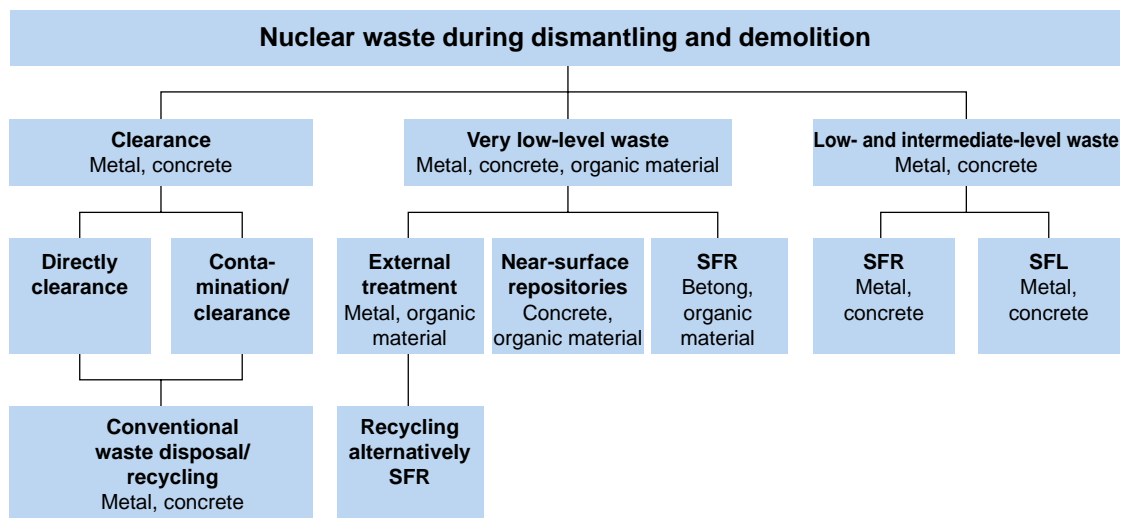 Nuclear waste during dismantling and demolition
Clearance
Metal, concrete
Very low-level waste
Metal, concrete, organic material
Low- and intermediate-level waste
Metal, concrete
Directly
clearance
Conta-
mination/
clearance
External
treatment
Metal, organic
material
Near-surface
repositories
Concrete,
organic material
SFR
Betong,
organic
material
SFR
Metal,
concrete
SFL
Metal,
concrete
Conventional
waste disposal/
recycling
Metal, concrete
Recycling
alternatively
SFR